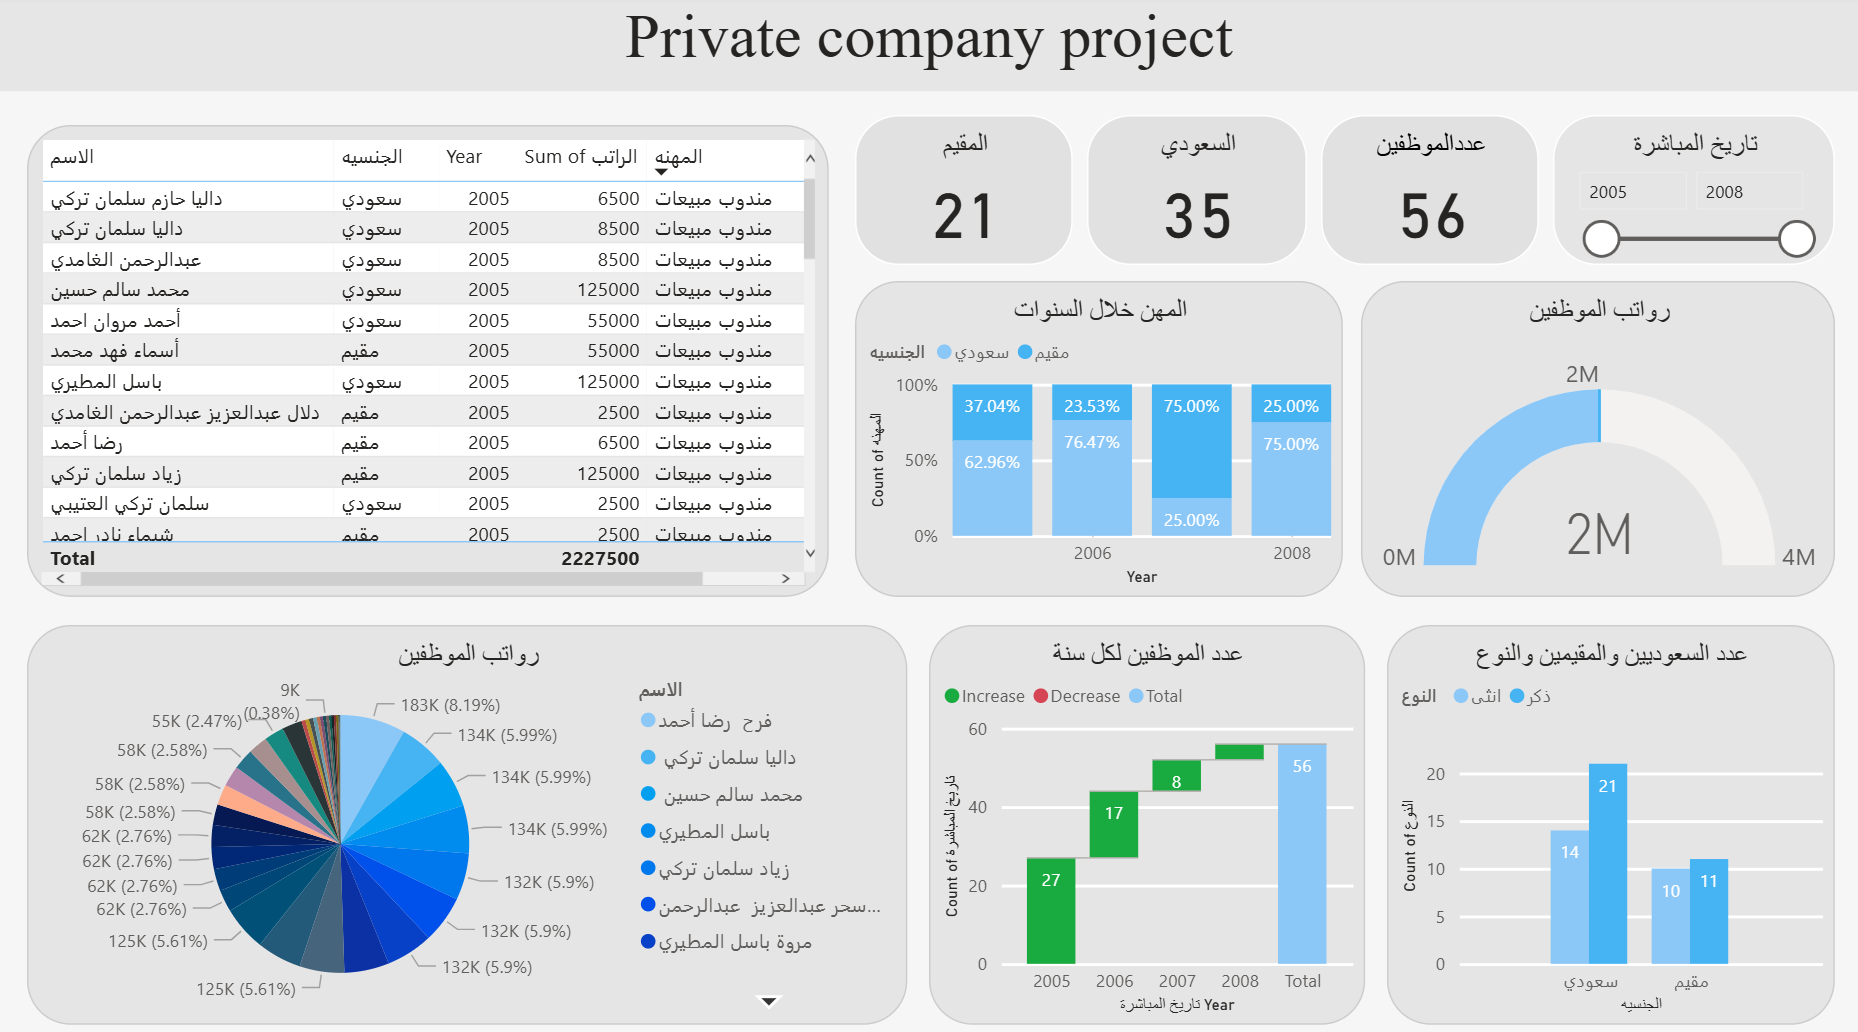 Private company project
الاسم الجنسيه Year Sum of الراتب المهنه
داليا حازم سلمان تركي سعودي 2005 6500 مندوب مبيعات
داليا سلمان تركي سعودي 2005 8500 مندوب مبيعات
عبدالرحمن الغامدي سعودي 2005 8500 مندوب مبيعات
محمد سالم حسين سعودي 2005 125000 مندوب مبيعات
أحمد مروان احمد سعودي 2005 55000 مندوب مبيعات
أسماء فهد محمد مقيم 2005 55000 مندوب مبيعات
باسل المطيري سعودي 2005 125000 مندوب مبيعات
دلال عبدالعزيز عبدالرحمن الغامدي مقيم 2005 2500 مندوب مبيعات
رضا أحمد مقيم 2005 6500 مندوب مبيعات
زياد سلمان تركي مقيم 2005 125000 مندوب مبيعات
سلمان تركي العتيبي سعودي 2005 2500 مندوب مبيعات
شيماء نادر احمد مقيم 2005 2500 مندوب مبيعات
Total 2227500
المقيم
21
السعودي
35
عددالموظفين
56
تاريخ المباشرة
2005 2008
المهن خلال السنوات
الجنسيه سعودي مقيم
100%
50%
0%
Count of المهنه
37.04% 23.53% 75.00% 25.00%
62.96% 76.47% 25.00% 75.00%
2006 2008
Year
رواتب الموظفين
2M
0M 2M 4M
رواتب الموظفين
183K (8.19%)
134K (5.99%)
134K (5.99%)
134K (5.99%)
132K (5.9%)
132K (5.9%)
132K (5.9%)
125K (5.61%)
125K (5.61%)
62K (2.76%)
62K (2.76%)
62K (2.76%)
62K (2.76%)
58K (2.58%)
58K (2.58%)
58K (2.58%)
55K (2.47%)
9K
(0.38%)
الاسم
فرح رضا أحمد
داليا سلمان تركي
محمد سالم حسين
باسل المطيري
زياد سلمان تركي
سحر عبدالعزيز عبدالرحمن...
مروة باسل المطيري
عدد الموظفين لكل سنة
Increase Decrease Total
60
40
20
0
Count of تاريخ المباشرة
27 17 8 56
2005 2006 2007 2008 Total
تاريخ المباشرة Year
عدد السعوديين والمقيمين والنوع
النوع انثى ذكر
20
15
10
5
0
Count of النوع
14 21 10 11
سعودي مقيم
الجنسيه